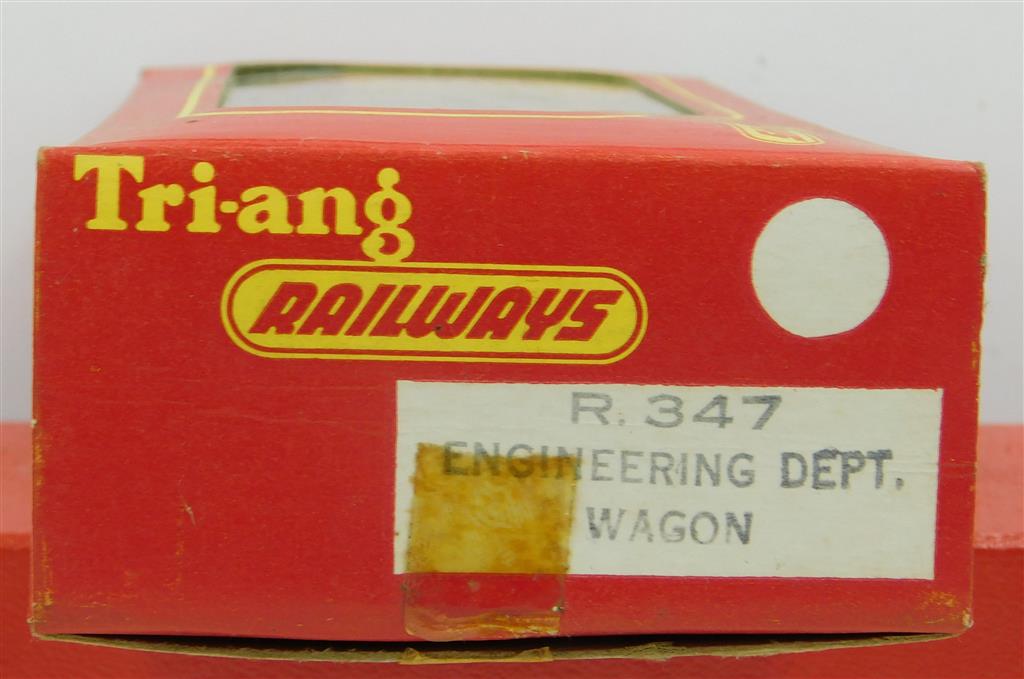 Tri-ang
RAILWAYS
R. 347
ENGINEERING DEPT.
WAGON